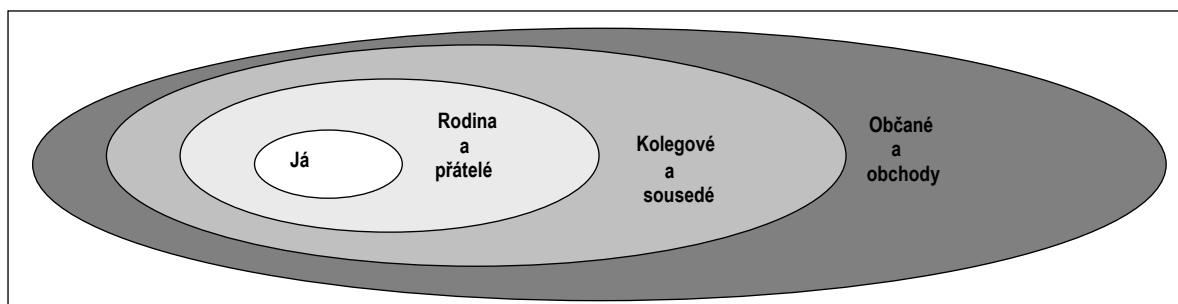 Já
Rodina
a
přátelé
Kolegové
a
sousedé
Občané
a
obchody